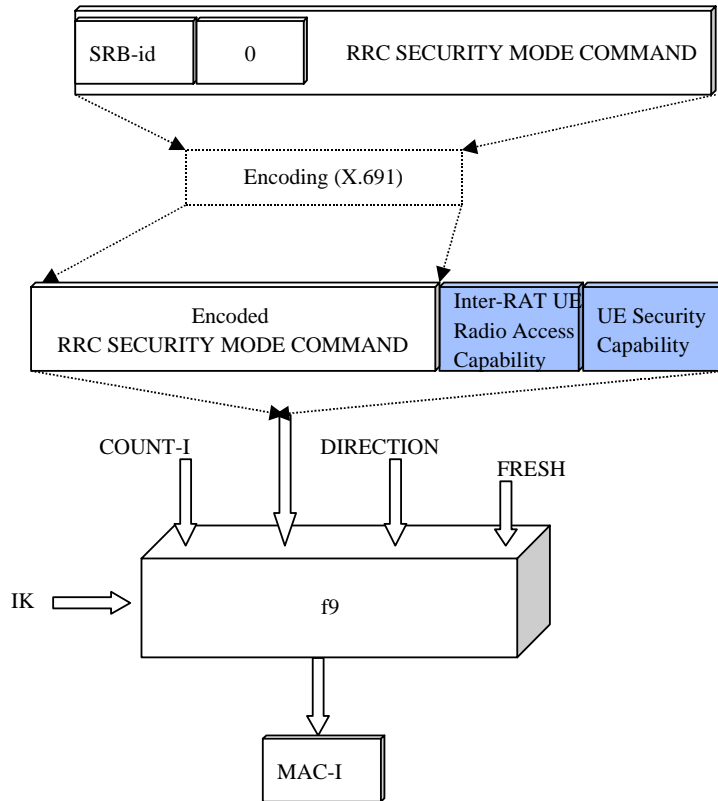 SRB-id 0 RRC SECURITY MODE COMMAND
Encoding (X.691)
Encoded
RRC SECURITY MODE COMMAND
Inter-RAT UE
Radio Access
Capability
UE Security
Capability
COUNT-I
DIRECTION
FRESH
IK
f9
MAC-I